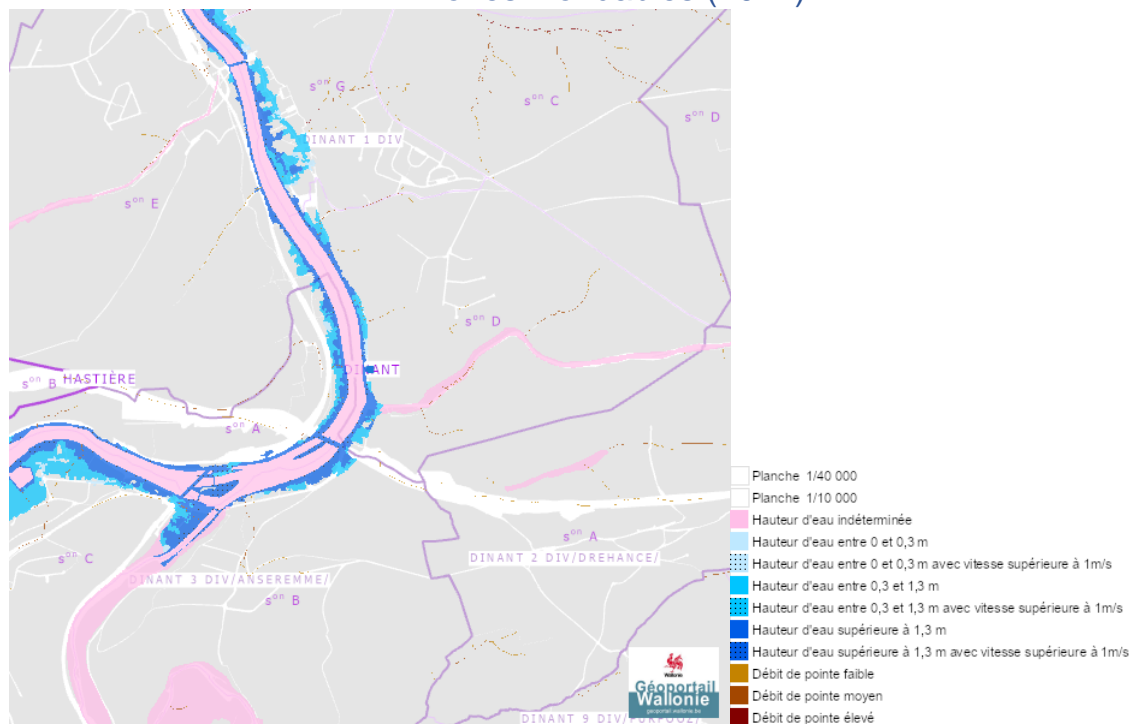 sᵒⁿ G
sᵒⁿ C
sᵒⁿ D
DINANT 1 DIV
sᵒⁿ E
sᵒⁿ D
DINANT
sᵒⁿ B HASTIÈRE
sᵒⁿ A
sᵒⁿ A
DINANT 2 DIV/DREHANCE/
sᵒⁿ C
DINANT 3 DIV/ANSEREMME/
sᵒⁿ B
Planche 1/40 000
Planche 1/10 000
Hauteur d'eau indéterminée
Hauteur d'eau entre 0 et 0,3 m
Hauteur d'eau entre 0 et 0,3 m avec vitesse supérieure à 1m/s
Hauteur d'eau entre 0,3 et 1,3 m
Hauteur d'eau entre 0,3 et 1,3 m avec vitesse supérieure à 1m/s
Hauteur d'eau supérieure à 1,3 m
Hauteur d'eau supérieure à 1,3 m avec vitesse supérieure à 1m/s
Débit de pointe faible
Débit de pointe moyen
Débit de pointe élevé
Wallonie
Géoportail
Wallonie
geoportail.wallonie.be
DINANT 9 DIV/